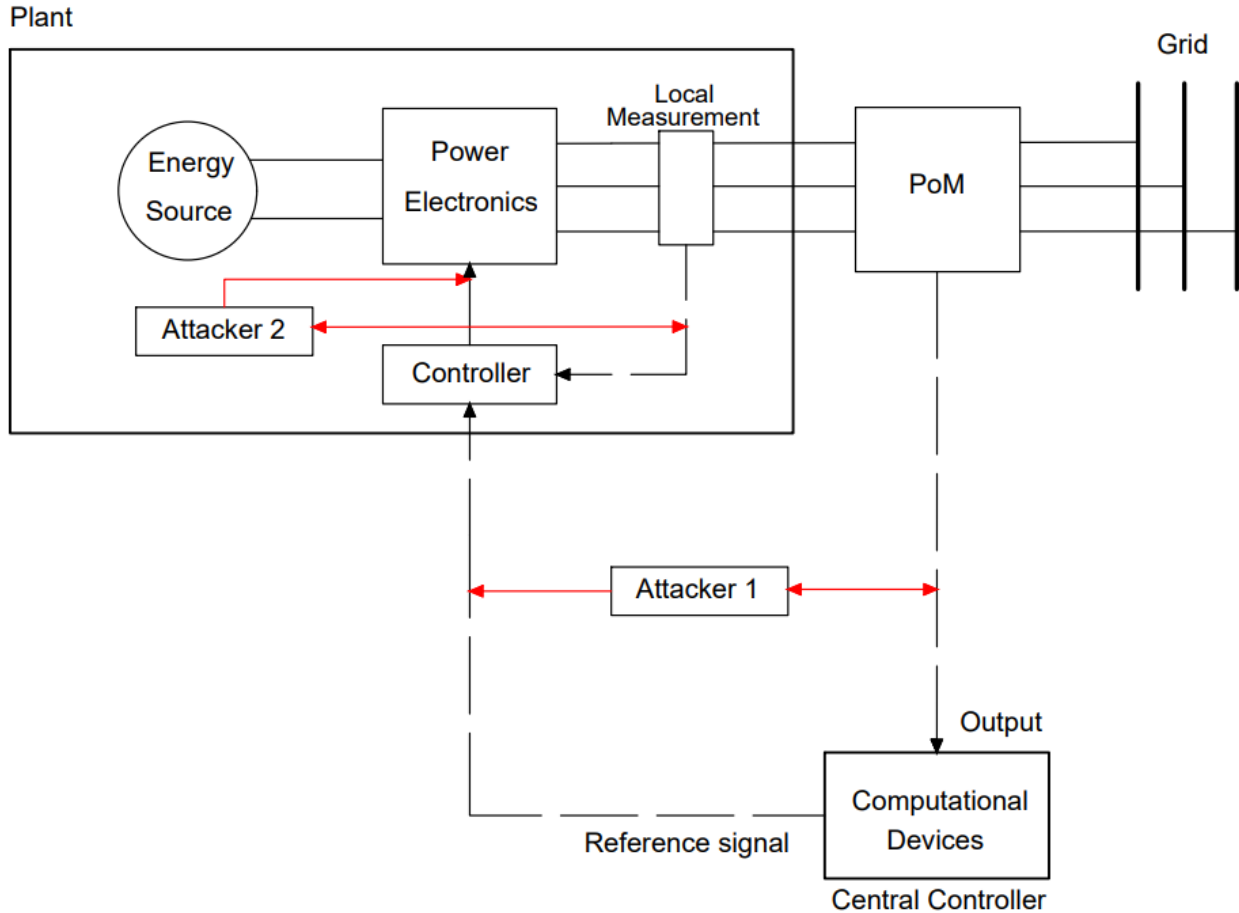 Plant
Grid
Local
Measurement
Energy
Source
Power
Electronics
PoM
Attacker 2
Controller
Attacker 1
Output
Computational
Devices
Reference signal
Central Controller